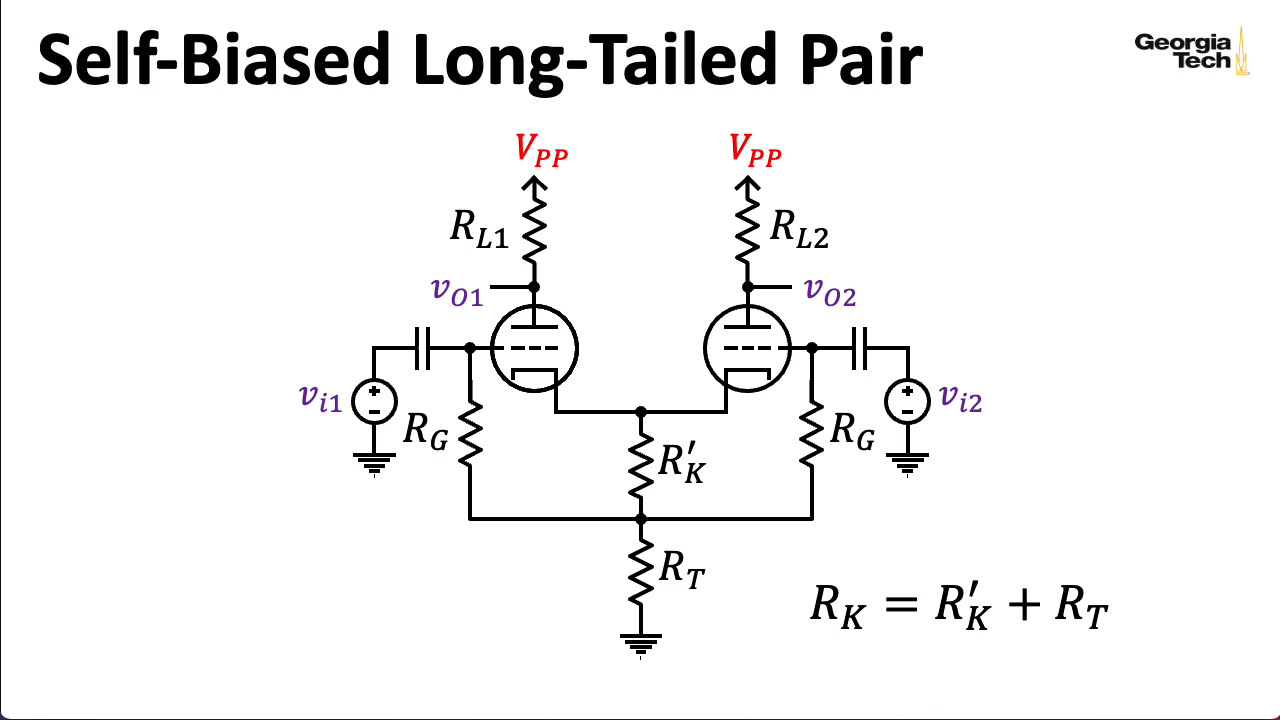 Self-Biased Long-Tailed Pair
Georgia
Tech
V_PP
V_PP
R_L1
R_L2
v_O1
v_O2
+
-
v_i1
R_G
R′_K
R_G
+
-
v_i2
R_T
R_K = R′_K + R_T